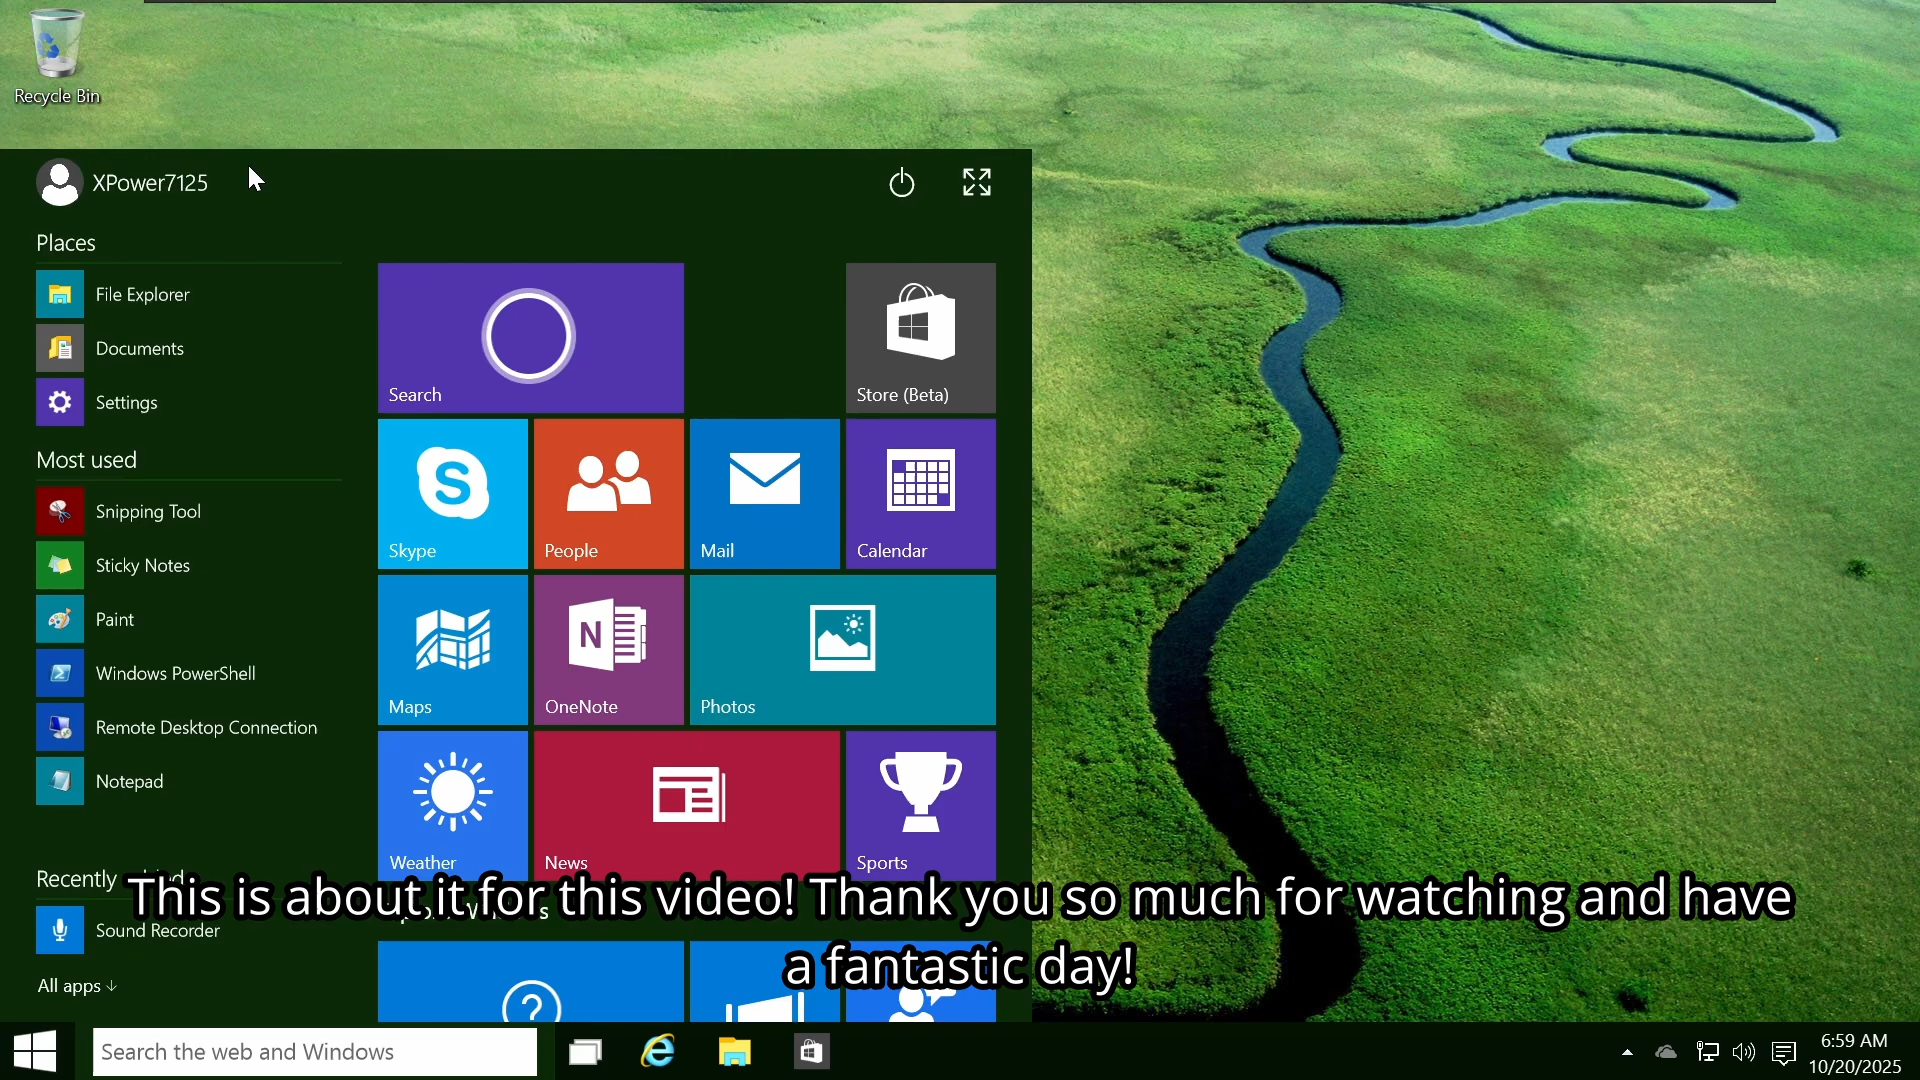 Recycle Bin
XPower7125
Places
File Explorer
Documents
Settings
Most used
Snipping Tool
Sticky Notes
Paint
Windows PowerShell
Remote Desktop Connection
Notepad
Recently
Sound Recorder
All apps
Search
Store (Beta)
Skype
People
Mail
Calendar
Maps
OneNote
Photos
Weather
News
Sports
This is about it for this video! Thank you so much for watching and have
a fantastic day!
Search the web and Windows
6:59 AM
10/20/2025